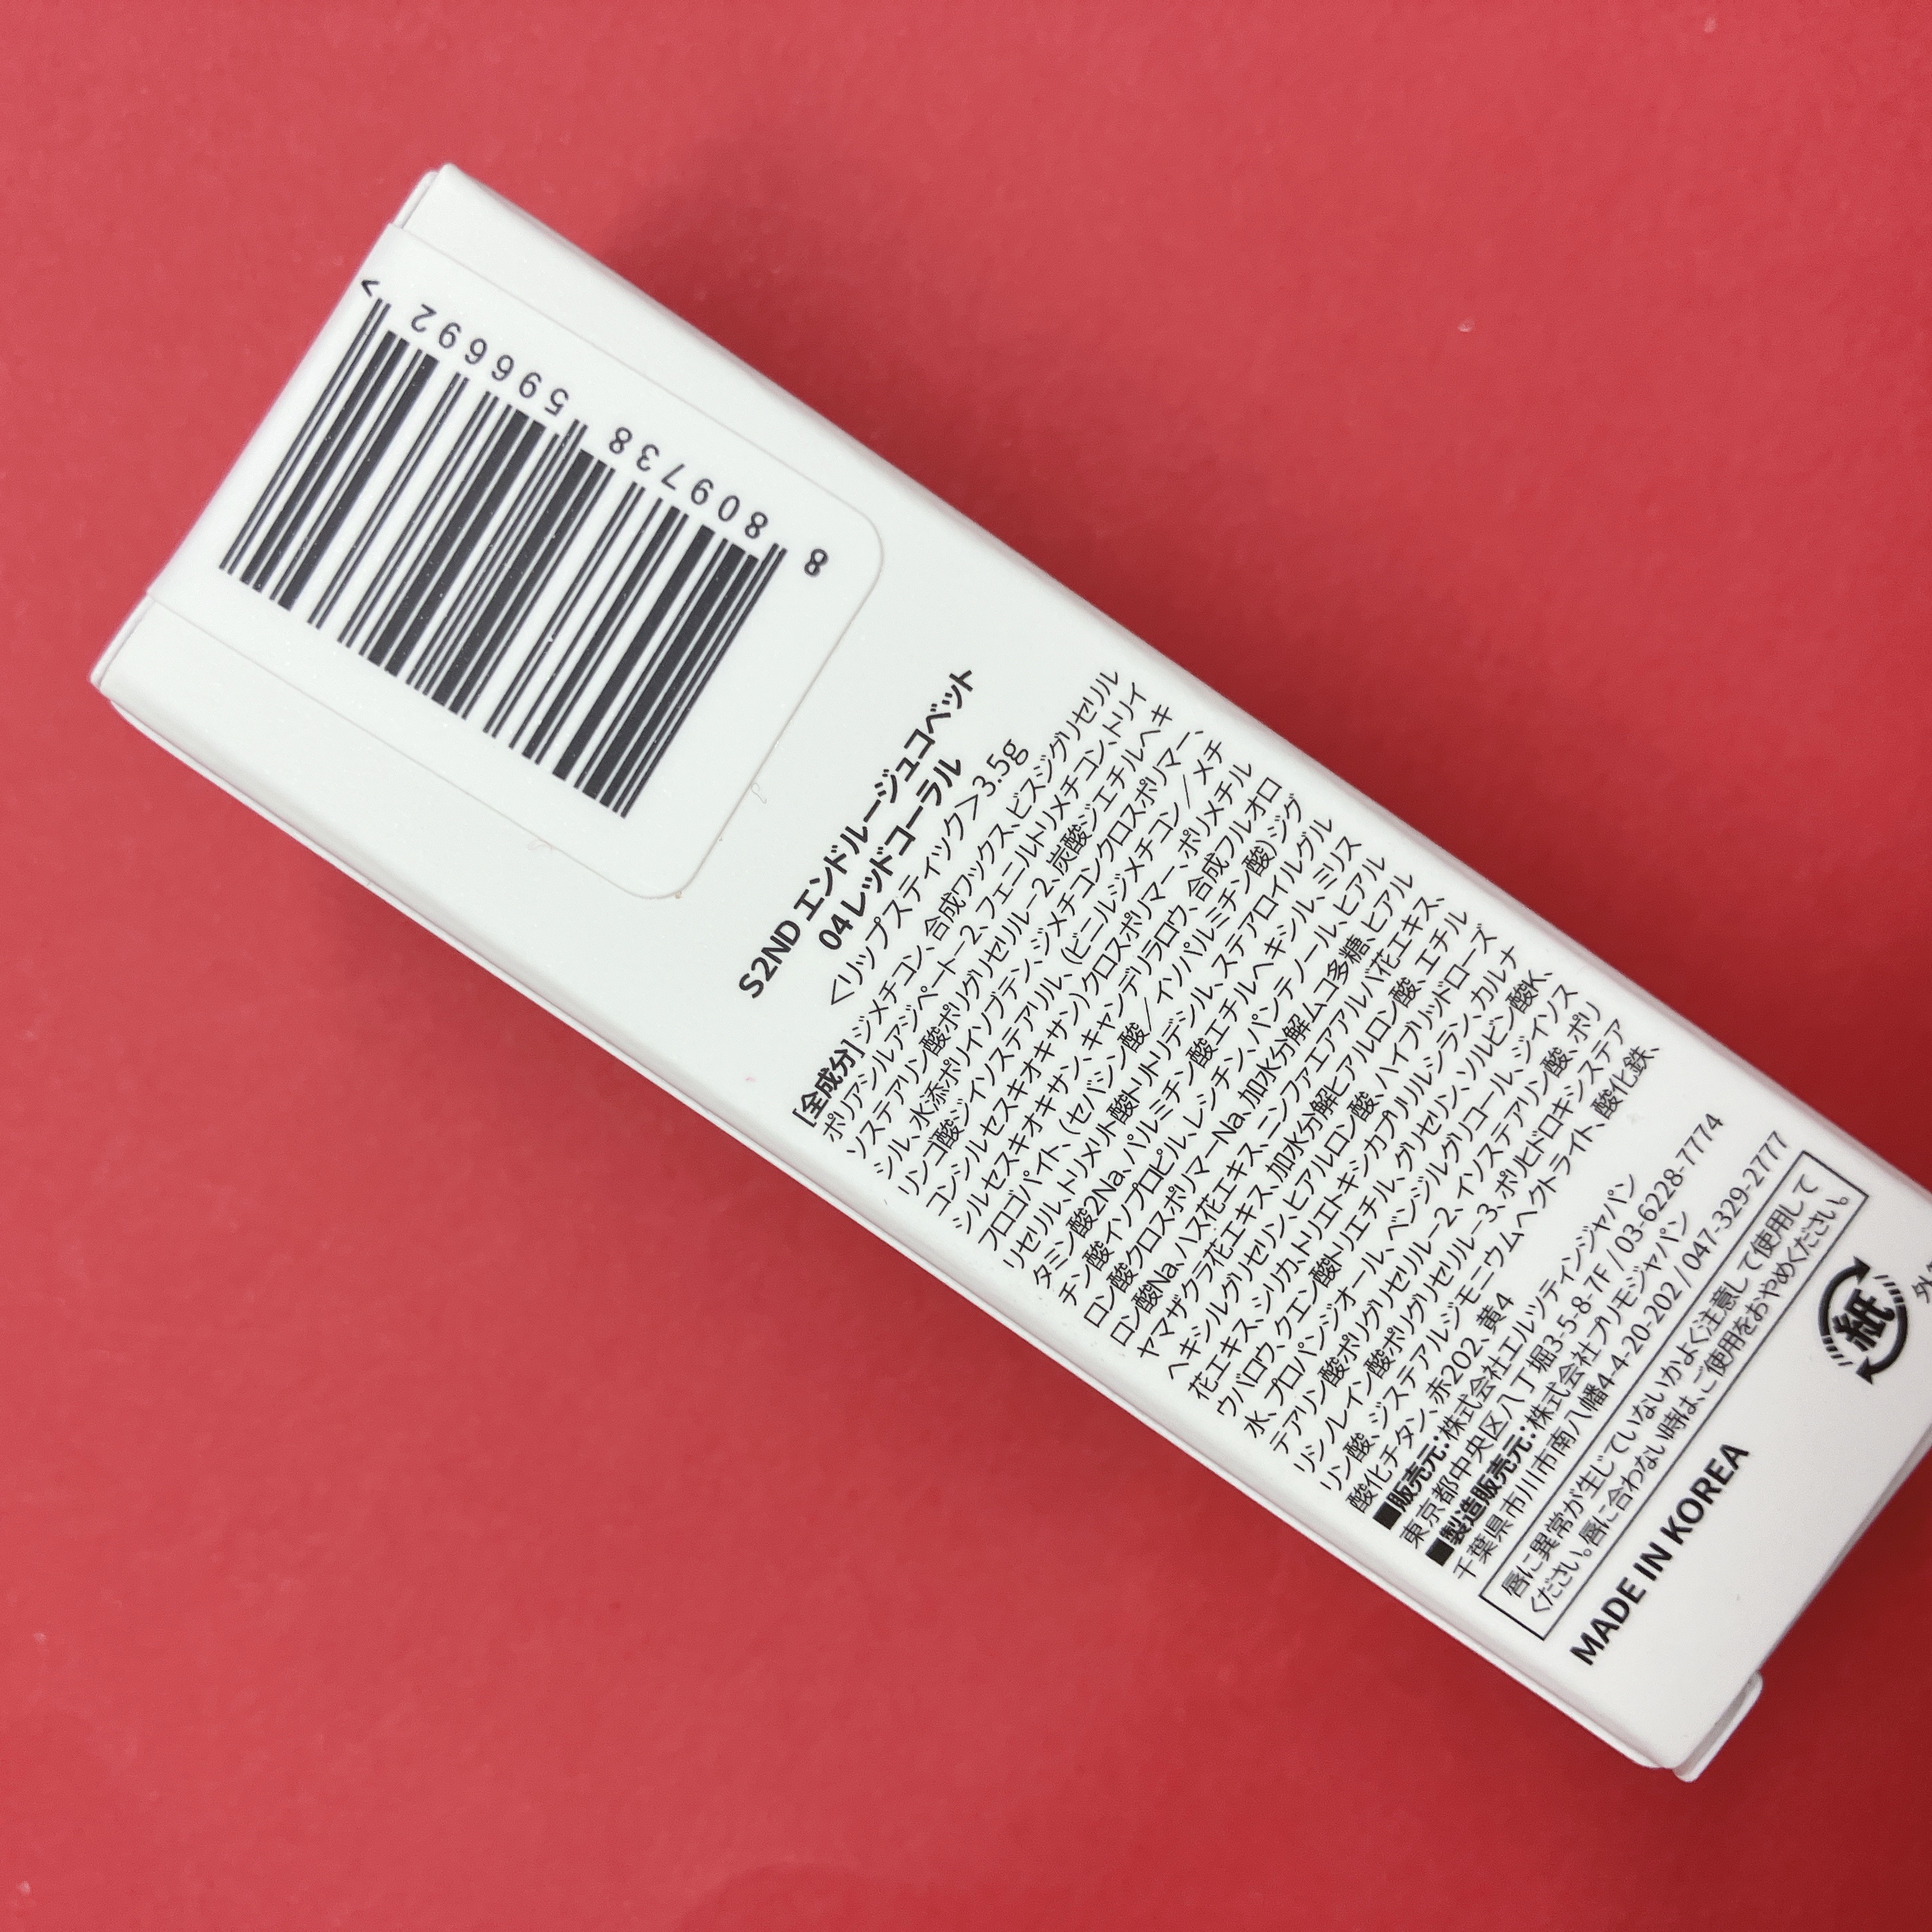 8 809738 596692 >
S2ND エンドルージュコベット
04 レッドコーラル
<リップスティック>3.5g
[全成分]ジメチコン、合成ワックス、ビスジグリセリル
ポリアシルアジペート-2、フェニルトリメチコン、トリイ
ソステアリン酸ポリグリセリル-2、炭酸ジエチルヘキ
シル、水添ポリイソブテン、ジメチコンクロスポリマー、
リンゴ酸ジイソステアリル、(ビニルジメチコン/メチ
コンシルセスキオキサン)クロスポリマー、ポリメチル
シルセスキオキサン、キャンデリラロウ、合成フルオロ
フロゴパイト、(セバシン酸/イソパルミチン酸)ジグ
リセリル、トリメリト酸トリトリデシル、ステアロイルグル
タミン酸2Na、パルミチン酸エチルヘキシル、ミリス
チン酸イソプロピル、レシチン、パンテノール、ヒアル
ロン酸クロスポリマーNa、加水分解ムコ多糖、ヒアル
ロン酸Na、ハス花エキス、ニンファエアアルバ花エキス、
ヤマザクラ花エキス、加水分解ヒアルロン酸、エチル
ヘキシルグリセリン、ヒアルロン酸、ハイブリッドローズ
花エキス、シリカ、トリエトキシカプリリルシラン、カルナ
ウバロウ、クエン酸トリエチル、グリセリン、ソルビン酸K、
水、プロパンジオール、ベンジルグリコール、ジイソス
テアリン酸ポリグリセリル-2、イソステアリン酸、ポリ
リシノレイン酸ポリグリセリル-3、ポリヒドロキシステア
リン酸、ジステアルジモニウムヘクトライト、酸化鉄、
酸化チタン、赤202、黄4
■販売元:株式会社エルツティンジャパン
東京都中央区八丁堀3-5-8-7F / 03-6228-7774
■製造販売元:株式会社プリモジャパン
千葉県市川市南八幡4-4-20-202 / 047-329-2777
唇に異常が生じていないかよく注意して使用して
ください。唇に合わない時は、ご使用をおやめください。
MADE IN KOREA
紙